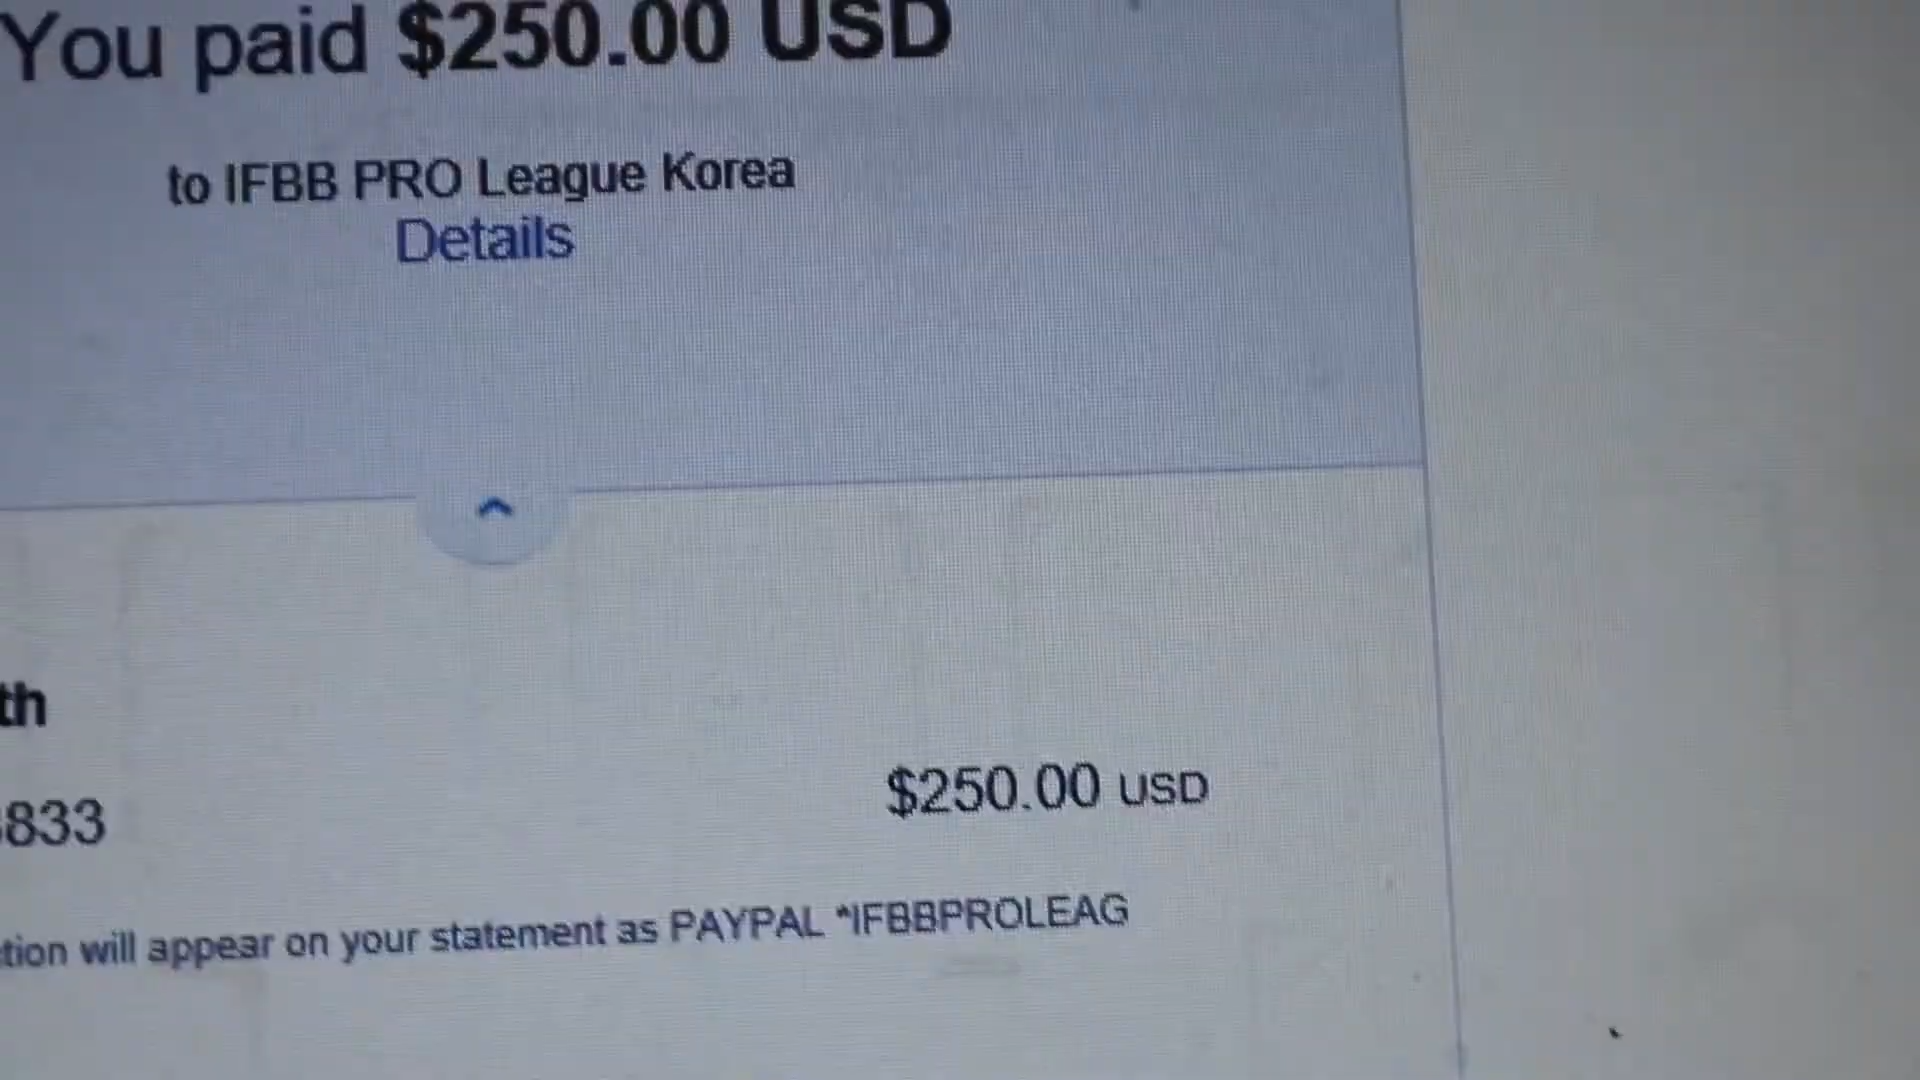 You paid $250.00 USD
to IFBB PRO League Korea
Details
th
833
$250.00 USD
tion will appear on your statement as PAYPAL *IFBBPROLEAG